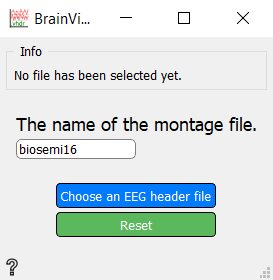 BrainVi...
Info
No file has been selected yet.
The name of the montage file.
biosemi16
Choose an EEG header file
Reset
?